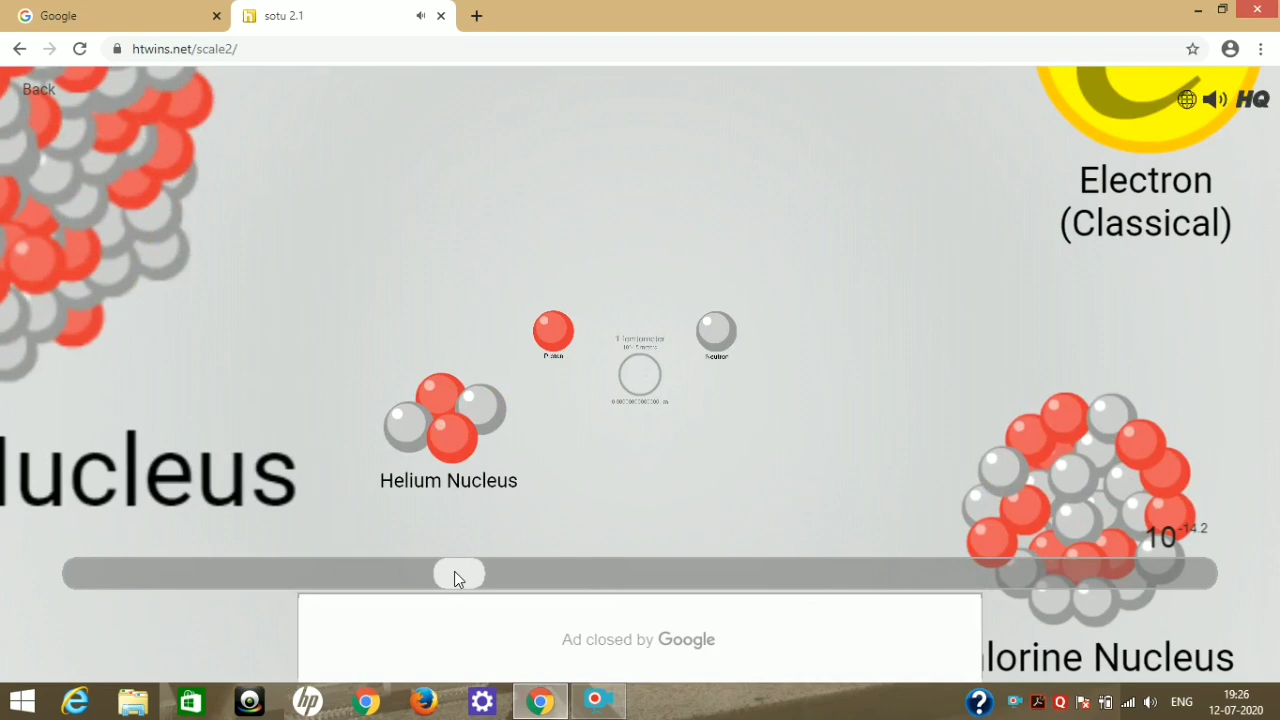 Google
sotu 2.1
htwins.net/scale2/
Back
HQ
Electron
(Classical)
1 femtometer
Proton
Neutron
Helium Nucleus
Nucleus
10^-14.2
Ad closed by Google
lorine Nucleus
ENG
19:26
12-07-2020